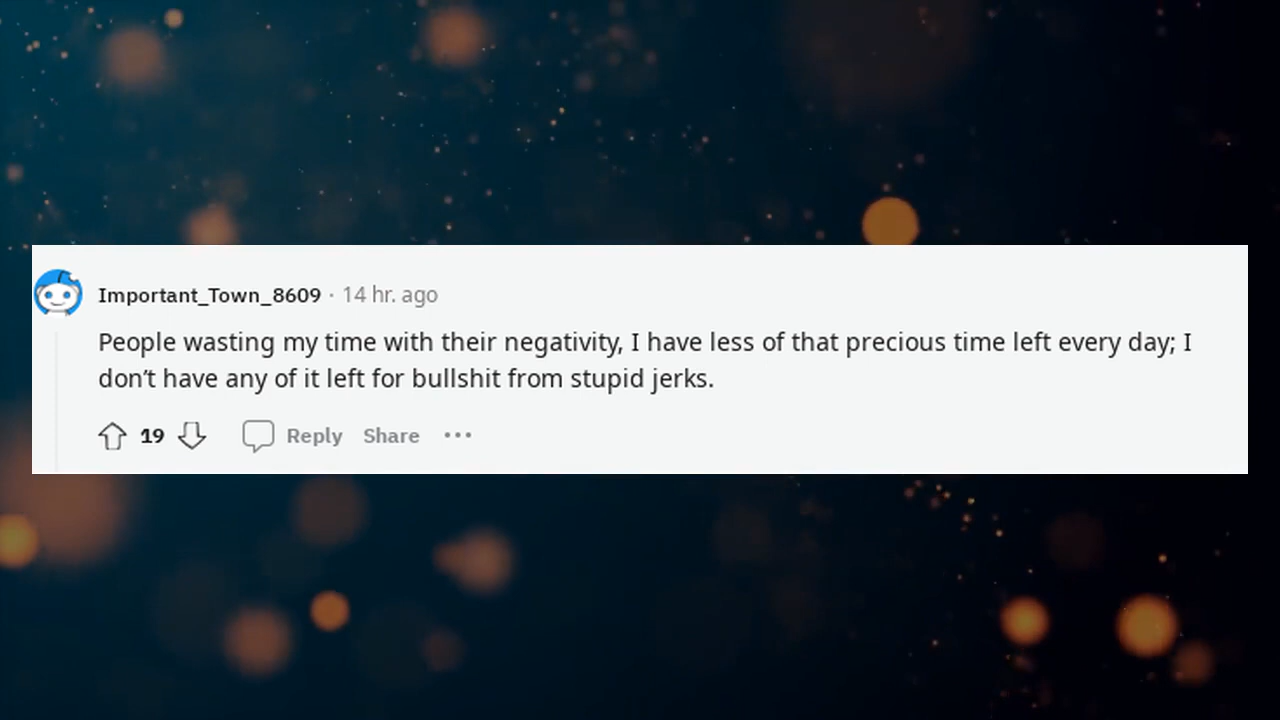 Important_Town_8609 · 14 hr. ago
People wasting my time with their negativity, I have less of that precious time left every day; I
don’t have any of it left for bullshit from stupid jerks.
19 Reply Share •••